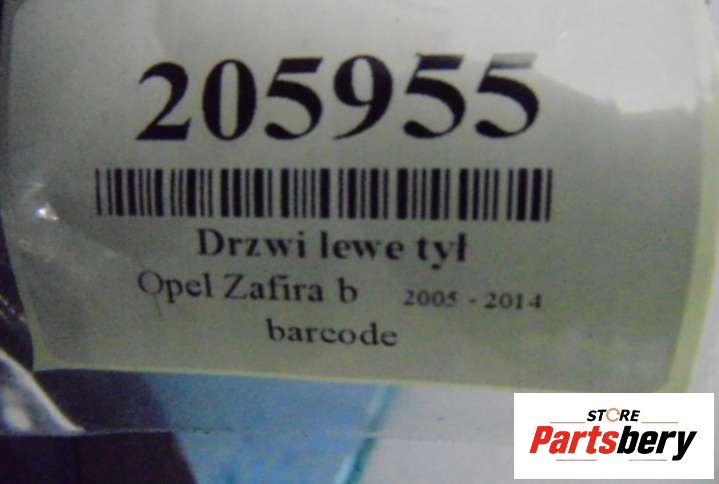 205955
Drzwi lewe tył
Opel Zafira b 2005 - 2014
barcode
STORE
Partsbery